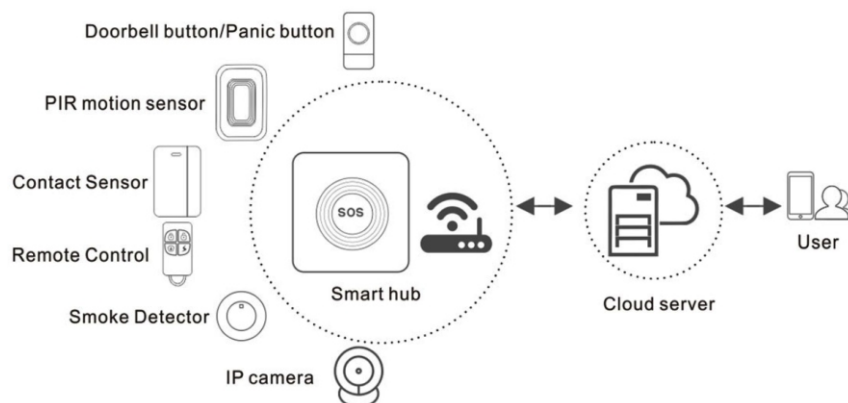 Doorbell button/Panic button
PIR motion sensor
Contact Sensor
SOS
Remote Control
User
Smart hub
Cloud server
Smoke Detector
IP camera